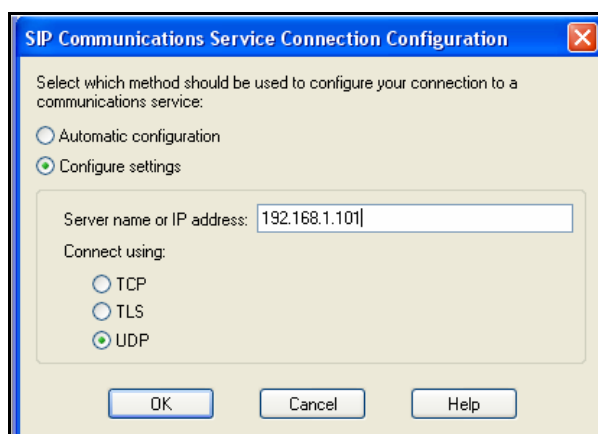 SIP Communications Service Connection Configuration
Select which method should be used to configure your connection to a
communications service:
Automatic configuration
Configure settings
Server name or IP address: 192.168.1.101
Connect using:
TCP
TLS
UDP
OK Cancel Help